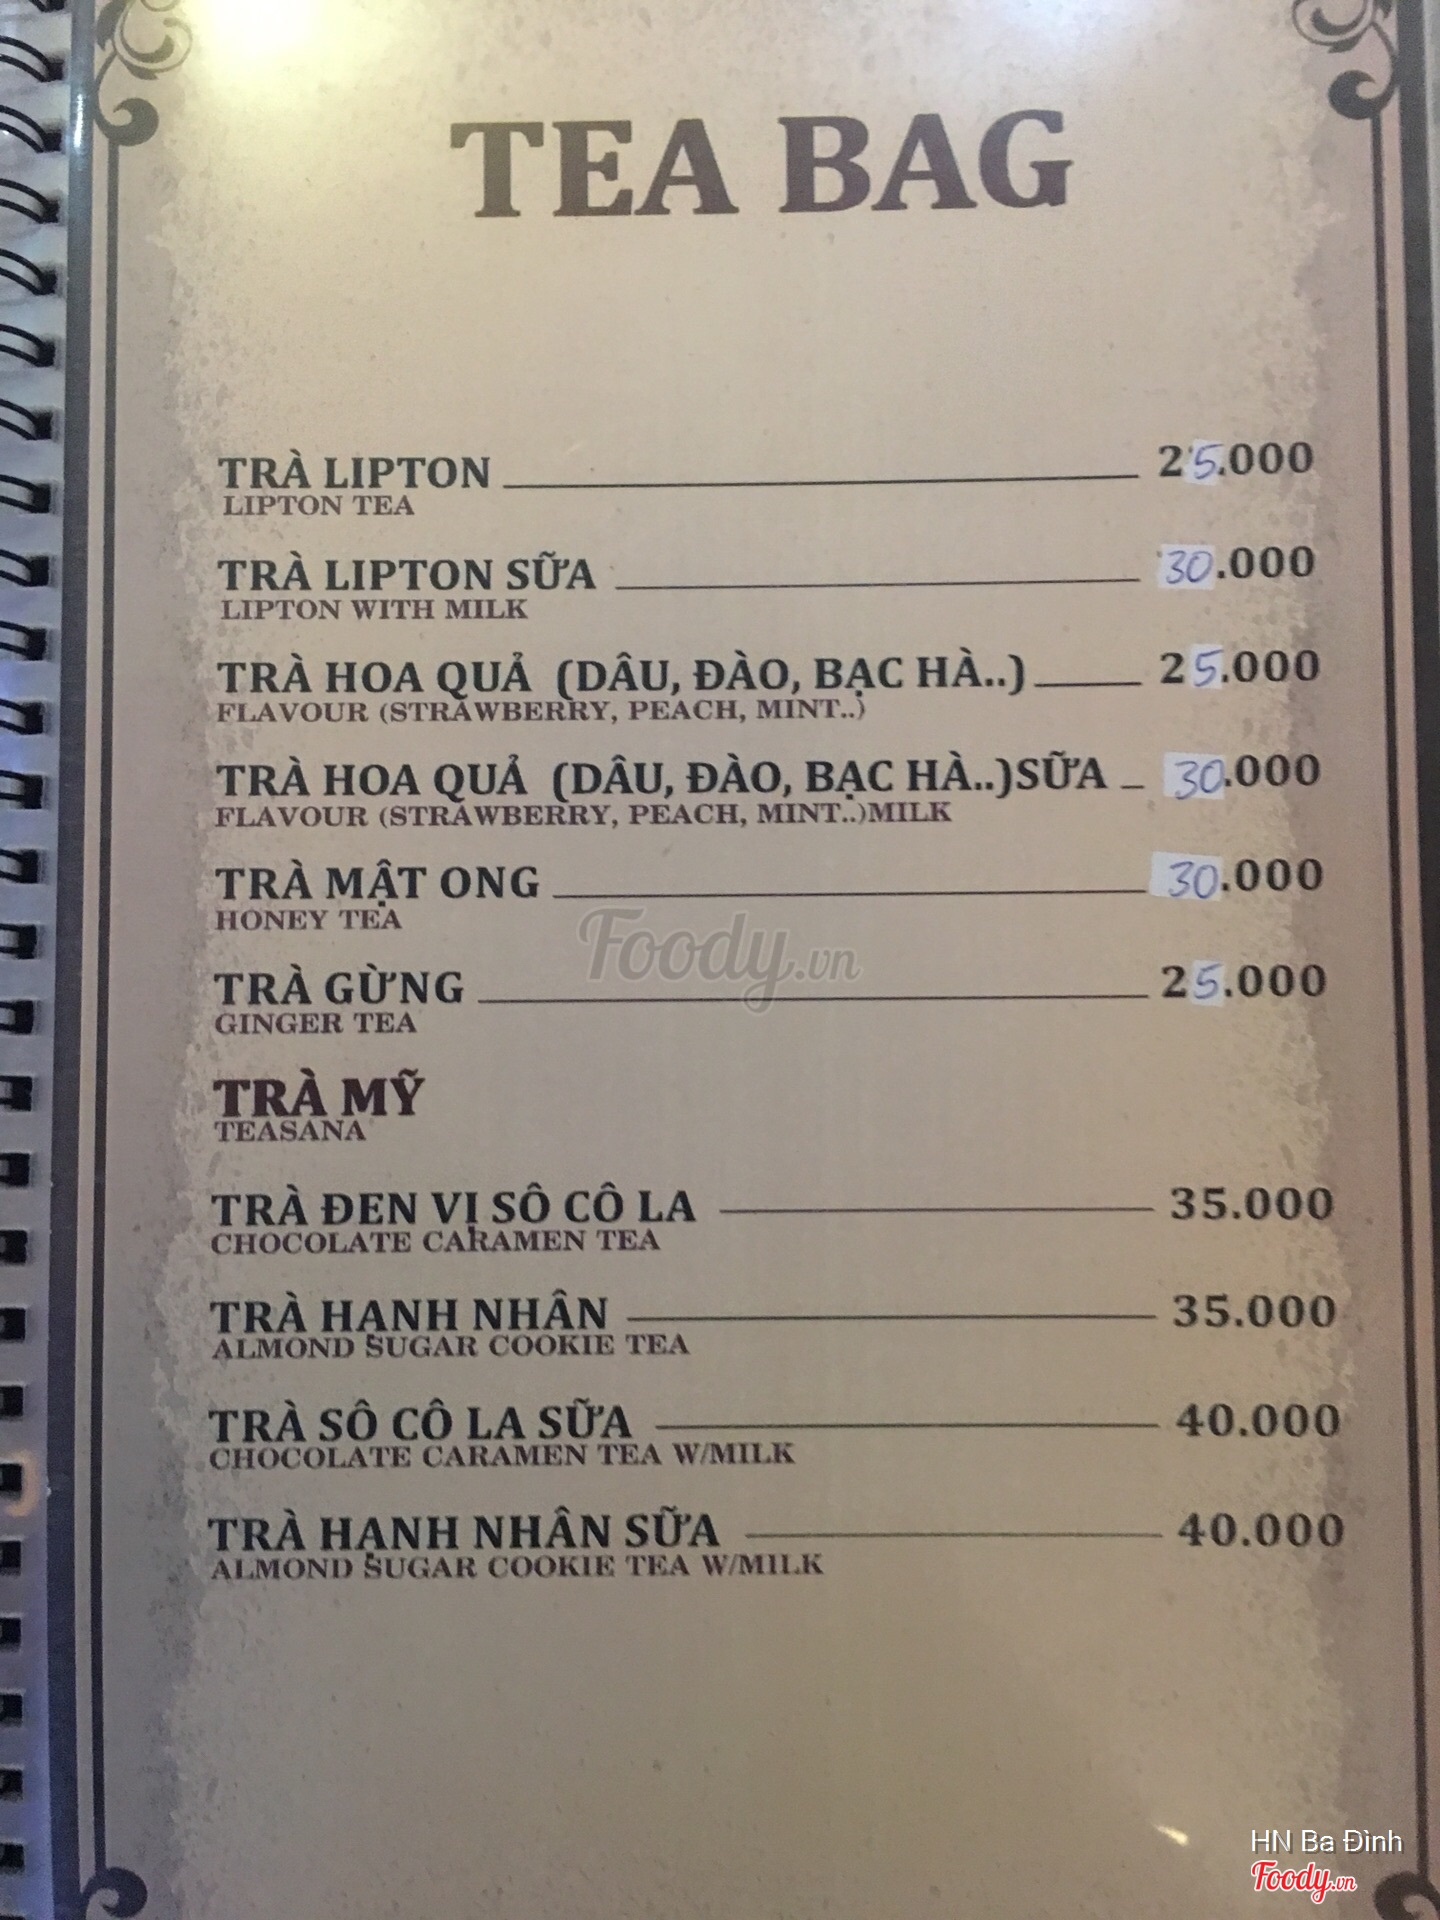 TEA BAG
TRÀ LIPTON 25.000
LIPTON TEA
TRÀ LIPTON SỮA 30.000
LIPTON WITH MILK
TRÀ HOA QUẢ (DÂU, ĐÀO, BẠC HÀ..) 25.000
FLAVOUR (STRAWBERRY, PEACH, MINT..)
TRÀ HOA QUẢ (DÂU, ĐÀO, BẠC HÀ..)SỮA 30.000
FLAVOUR (STRAWBERRY, PEACH, MINT..)MILK
TRÀ MẬT ONG 30.000
HONEY TEA
Foody.vn
TRÀ GỪNG 25.000
GINGER TEA
TRÀ MỸ
TEASANA
TRÀ ĐEN VỊ SÔ CÔ LA 35.000
CHOCOLATE CARAMEN TEA
TRÀ HẠNH NHÂN 35.000
ALMOND SUGAR COOKIE TEA
TRÀ SÔ CÔ LA SỮA 40.000
CHOCOLATE CARAMEN TEA W/MILK
TRÀ HẠNH NHÂN SỮA 40.000
ALMOND SUGAR COOKIE TEA W/MILK
HN Ba Đình
Foody.vn